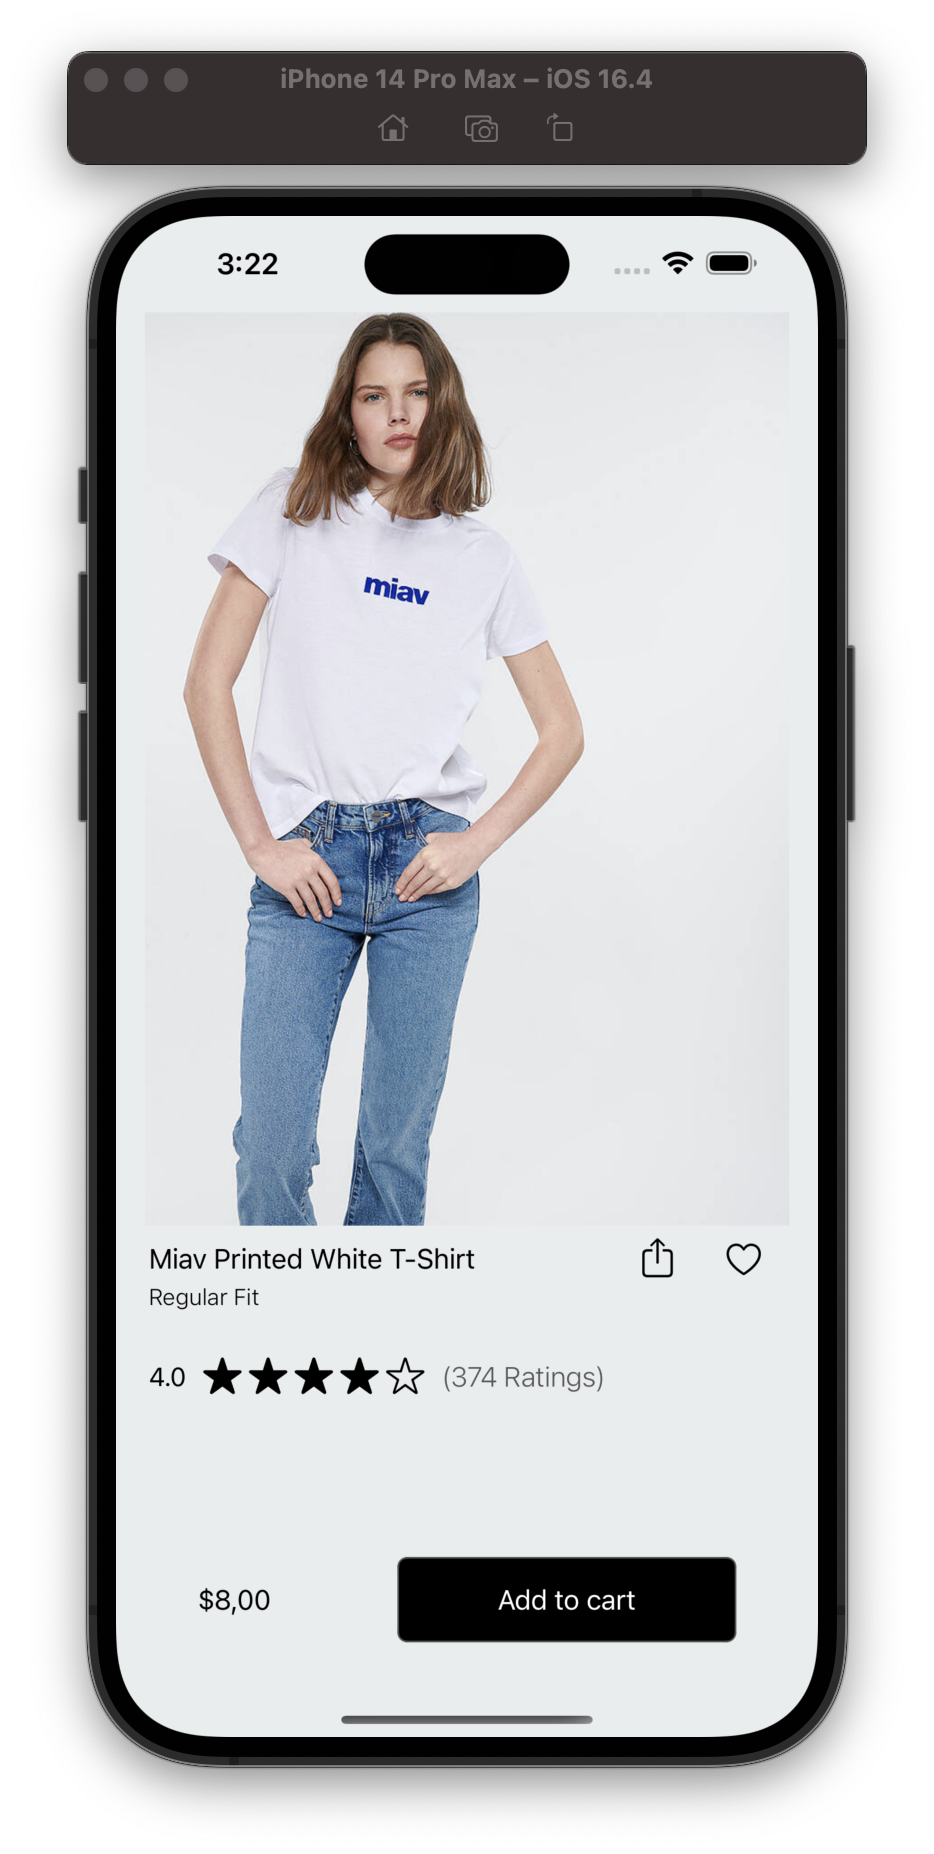 iPhone 14 Pro Max – iOS 16.4
3:22
miav
Miav Printed White T-Shirt
Regular Fit
4.0 (374 Ratings)
$8,00
Add to cart